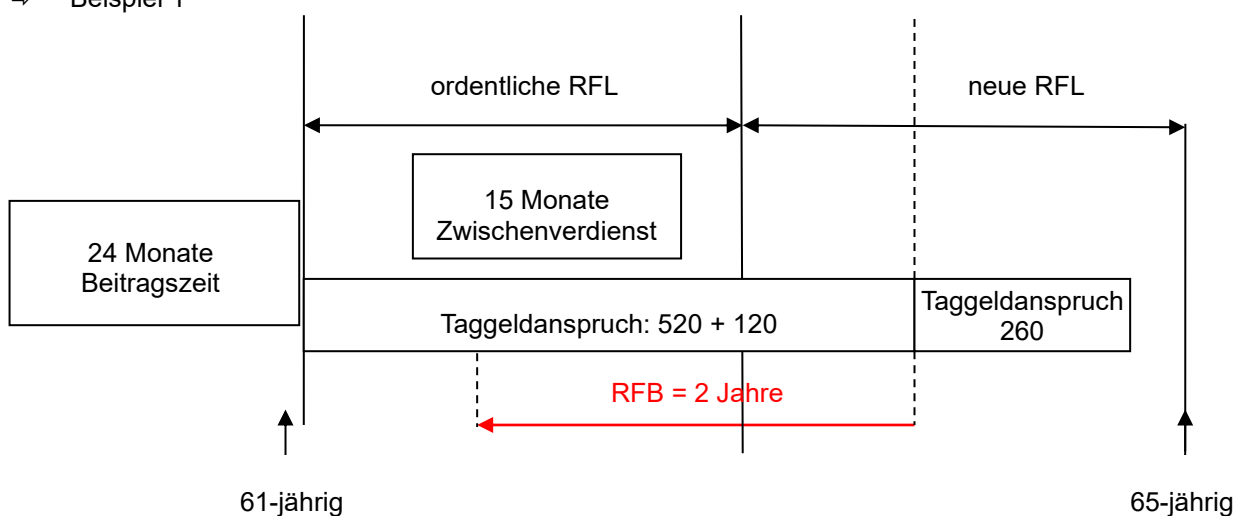 ⇒ Beispiel 1
ordentliche RFL
neue RFL
15 Monate
Zwischenverdienst
24 Monate
Beitragszeit
Taggeldanspruch: 520 + 120
Taggeldanspruch
260
RFB = 2 Jahre
61-jährig
65-jährig